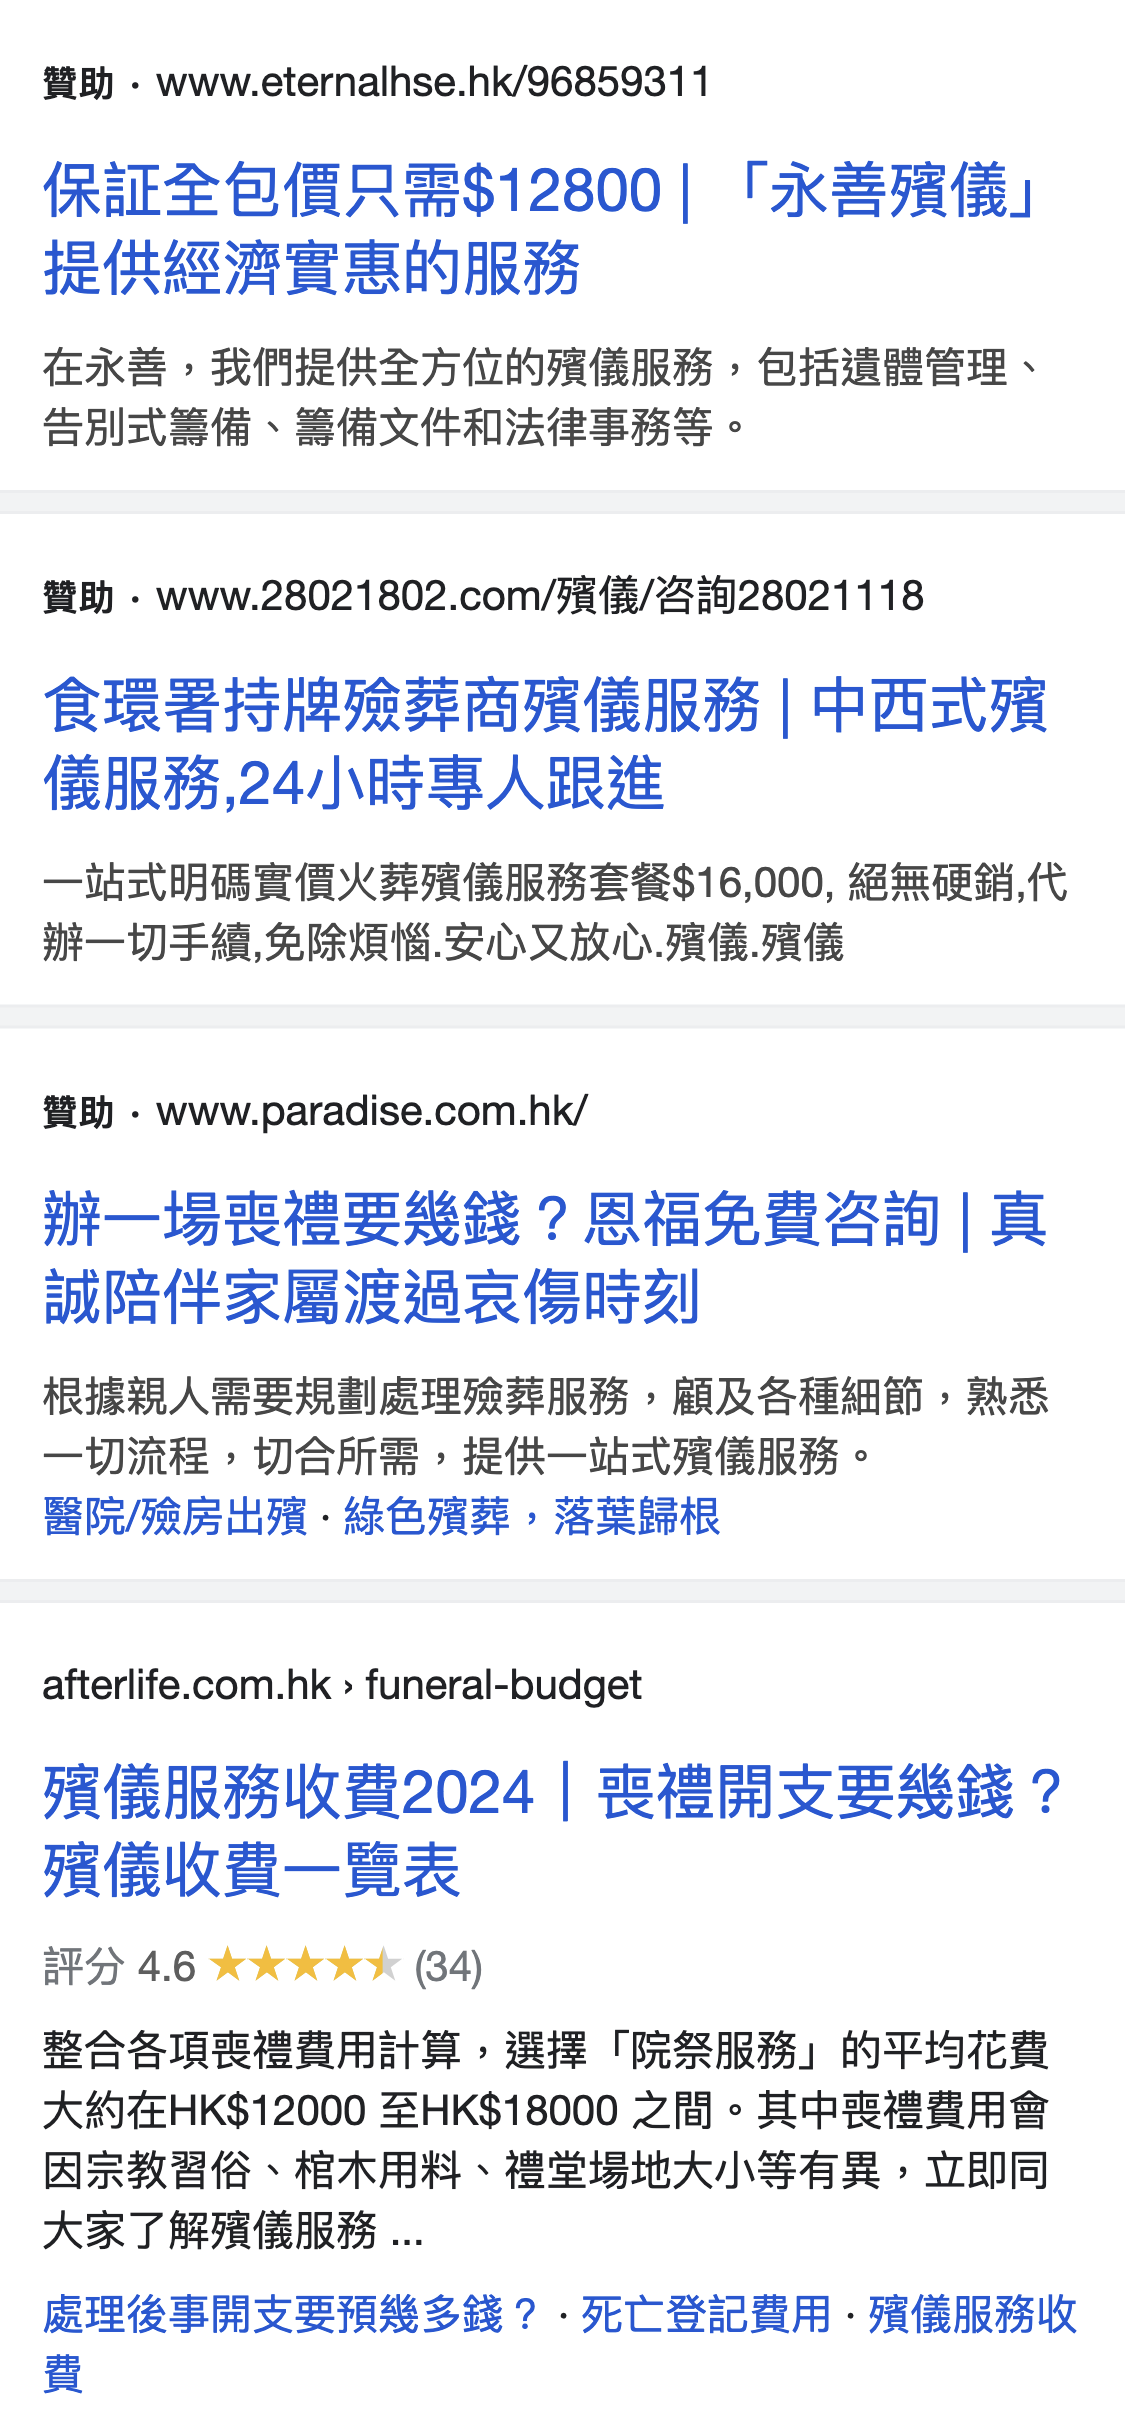 贊助 · www.eternalhse.hk/96859311
保証全包價只需$12800 | 「永善殯儀」
提供經濟實惠的服務
在永善，我們提供全方位的殯儀服務，包括遺體管理、
告別式籌備、籌備文件和法律事務等。
贊助 · www.28021802.com/殯儀/咨詢28021118
食環署持牌殮葬商殯儀服務 | 中西式殯
儀服務,24小時專人跟進
一站式明碼實價火葬殯儀服務套餐$16,000, 絕無硬銷,代
辦一切手續,免除煩惱.安心又放心.殯儀.殯儀
贊助 · www.paradise.com.hk/
辦一場喪禮要幾錢？恩福免費咨詢 | 真
誠陪伴家屬渡過哀傷時刻
根據親人需要規劃處理殮葬服務，顧及各種細節，熟悉
一切流程，切合所需，提供一站式殯儀服務。
醫院/殮房出殯 · 綠色殯葬，落葉歸根
afterlife.com.hk › funeral-budget
殯儀服務收費2024｜喪禮開支要幾錢？
殯儀收費一覽表
評分 4.6 ★★★★★ (34)
整合各項喪禮費用計算，選擇「院祭服務」的平均花費
大約在HK$12000 至HK$18000 之間。其中喪禮費用會
因宗教習俗、棺木用料、禮堂場地大小等有異，立即同
大家了解殯儀服務 ...
處理後事開支要預幾多錢？ · 死亡登記費用 · 殯儀服務收
費